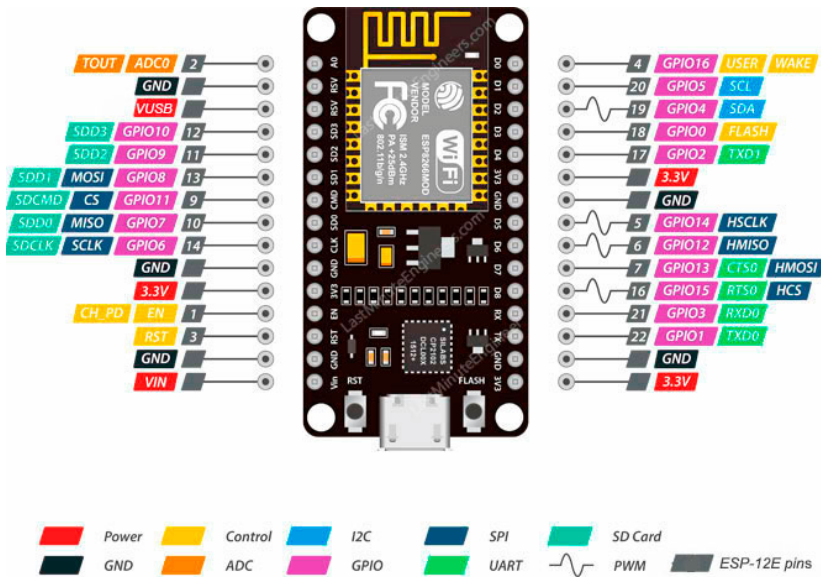 TOUT ADC0 2
GND
VUSB
SDD3 GPIO10 12
SDD2 GPIO9 11
SDD1 MOSI GPIO8 13
SDCMD CS GPIO11 9
SDD0 MISO GPIO7 10
SDCLK SCLK GPIO6 14
GND
3.3V
CH_PD EN 1
RST 3
GND
VIN
A0
RSV
RSV
SD3
SD2
SD1
CMD
SD0
CLK
GND
3V3
EN
RST
GND
Vin
MODEL
VENDOR
ESP8266MOD
WiFi
FC
ISM 2.4GHz
PA +25dBm
802.11b/g/n
LastMinuteEngineers.com
SILABS
CP2102
DCL00X
1512+
RST
FLASH
D0
D1
D2
D3
D4
3V3
GND
D5
D6
D7
D8
RX
TX
GND
3V3
4 GPIO16 USER WAKE
20 GPIO5 SCL
19 GPIO4 SDA
18 GPIO0 FLASH
17 GPIO2 TXD1
3.3V
GND
5 GPIO14 HSCLK
6 GPIO12 HMISO
7 GPIO13 CTS0 HMOSI
16 GPIO15 RTS0 HCS
21 GPIO3 RXD0
22 GPIO1 TXD0
GND
3.3V
Power Control I2C SPI SD Card
GND ADC GPIO UART PWM ESP-12E pins